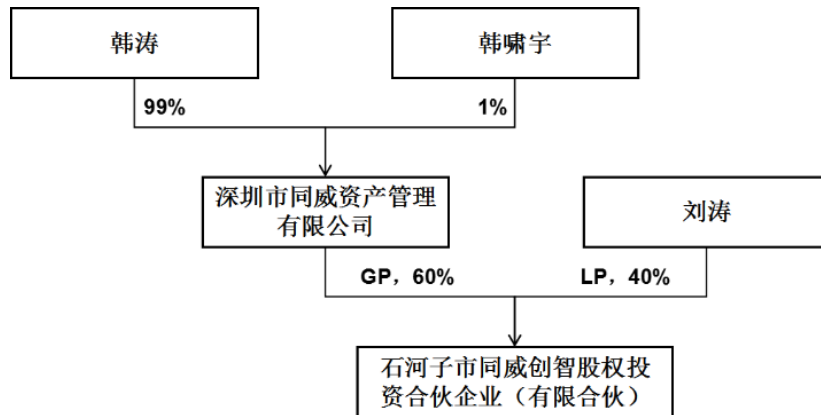 韩涛
韩啸宇
99%
1%
深圳市同威资产管理
有限公司
刘涛
GP，60%
LP，40%
石河子市同威创智股权投
资合伙企业（有限合伙）